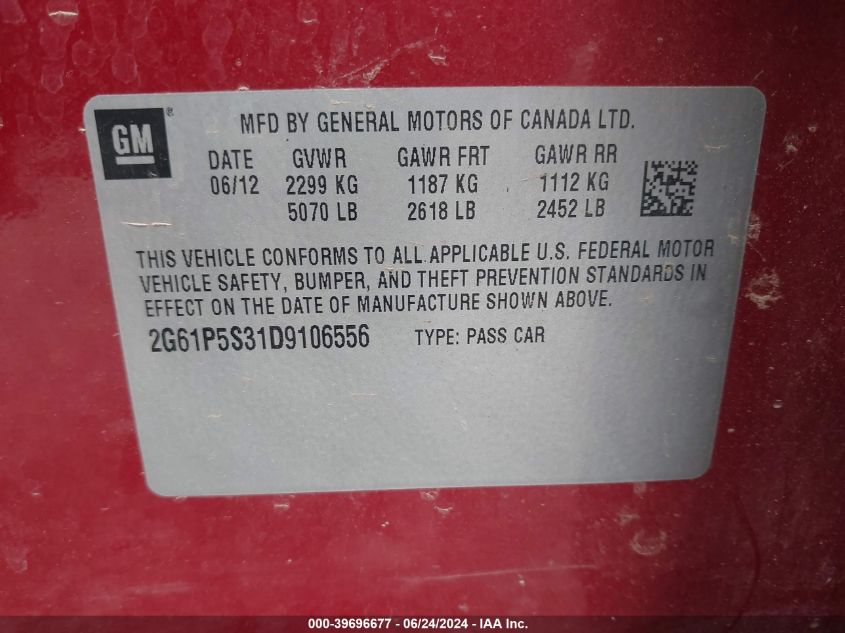 GM®
MFD BY GENERAL MOTORS OF CANADA LTD.
DATE GVWR GAWR FRT GAWR RR
06/12 2299 KG 1187 KG 1112 KG
5070 LB 2618 LB 2452 LB
THIS VEHICLE CONFORMS TO ALL APPLICABLE U.S. FEDERAL MOTOR
VEHICLE SAFETY, BUMPER, AND THEFT PREVENTION STANDARDS IN
EFFECT ON THE DATE OF MANUFACTURE SHOWN ABOVE.
2G61P5S31D9106556 TYPE: PASS CAR
000-39696677 - 06/24/2024 - IAA Inc.